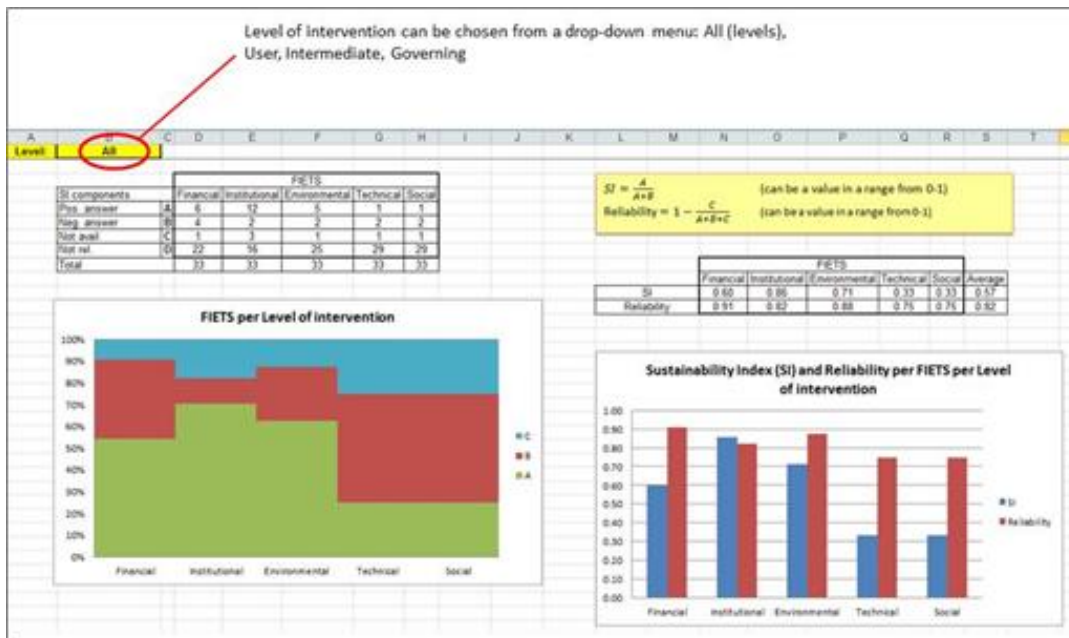 Level of intervention can be chosen from a drop-down menu: All (levels),
User, Intermediate, Governing
A B C D E F G H I J K L M N O P Q R S T
Level All
FIETS
SI components Financial Institutional Environmental Technical Social
Pos. answer A 6 12 5 1 1
Neg. answer B 4 2 2 2 2
Not avail. C 1 3 1 1 1
Not rel. D 22 16 25 29 29
Total 33 33 33 33 33
SI = A / A+B (can be a value in a range from 0-1)
Reliability = 1 − C / A+B+C (can be a value in a range from 0-1)
FIETS
Financial Institutional Environmental Technical Social Average
SI 0.60 0.86 0.71 0.33 0.33 0.57
Reliability 0.91 0.82 0.88 0.75 0.75 0.82
FIETS per Level of intervention
100%
90%
80%
70%
60%
50%
40%
30%
20%
10%
0%
C
B
A
Financial Institutional Environmental Technical Social
Sustainability Index (SI) and Reliability per FIETS per Level
of intervention
1.00
0.90
0.80
0.70
0.60
0.50
0.40
0.30
0.20
0.10
0.00
SI
Reliability
Financial Institutional Environmental Technical Social